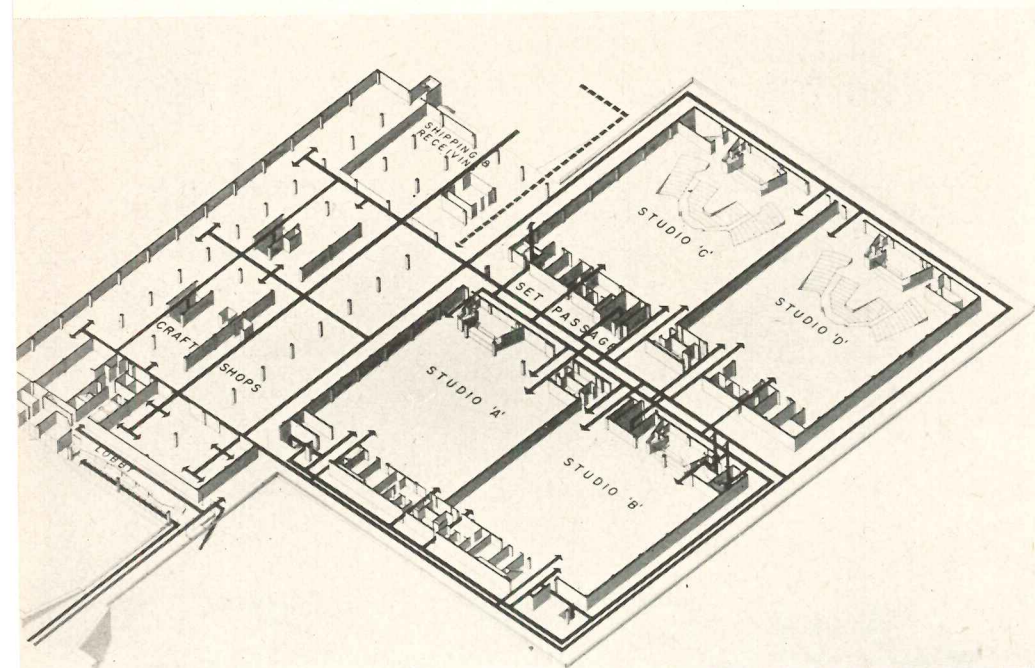 SHIPPING &
RECEIVING
STUDIO 'C'
SET PASSAGE
STUDIO 'D'
CRAFT SHOPS
STUDIO 'A'
LOBBY
STUDIO 'B'